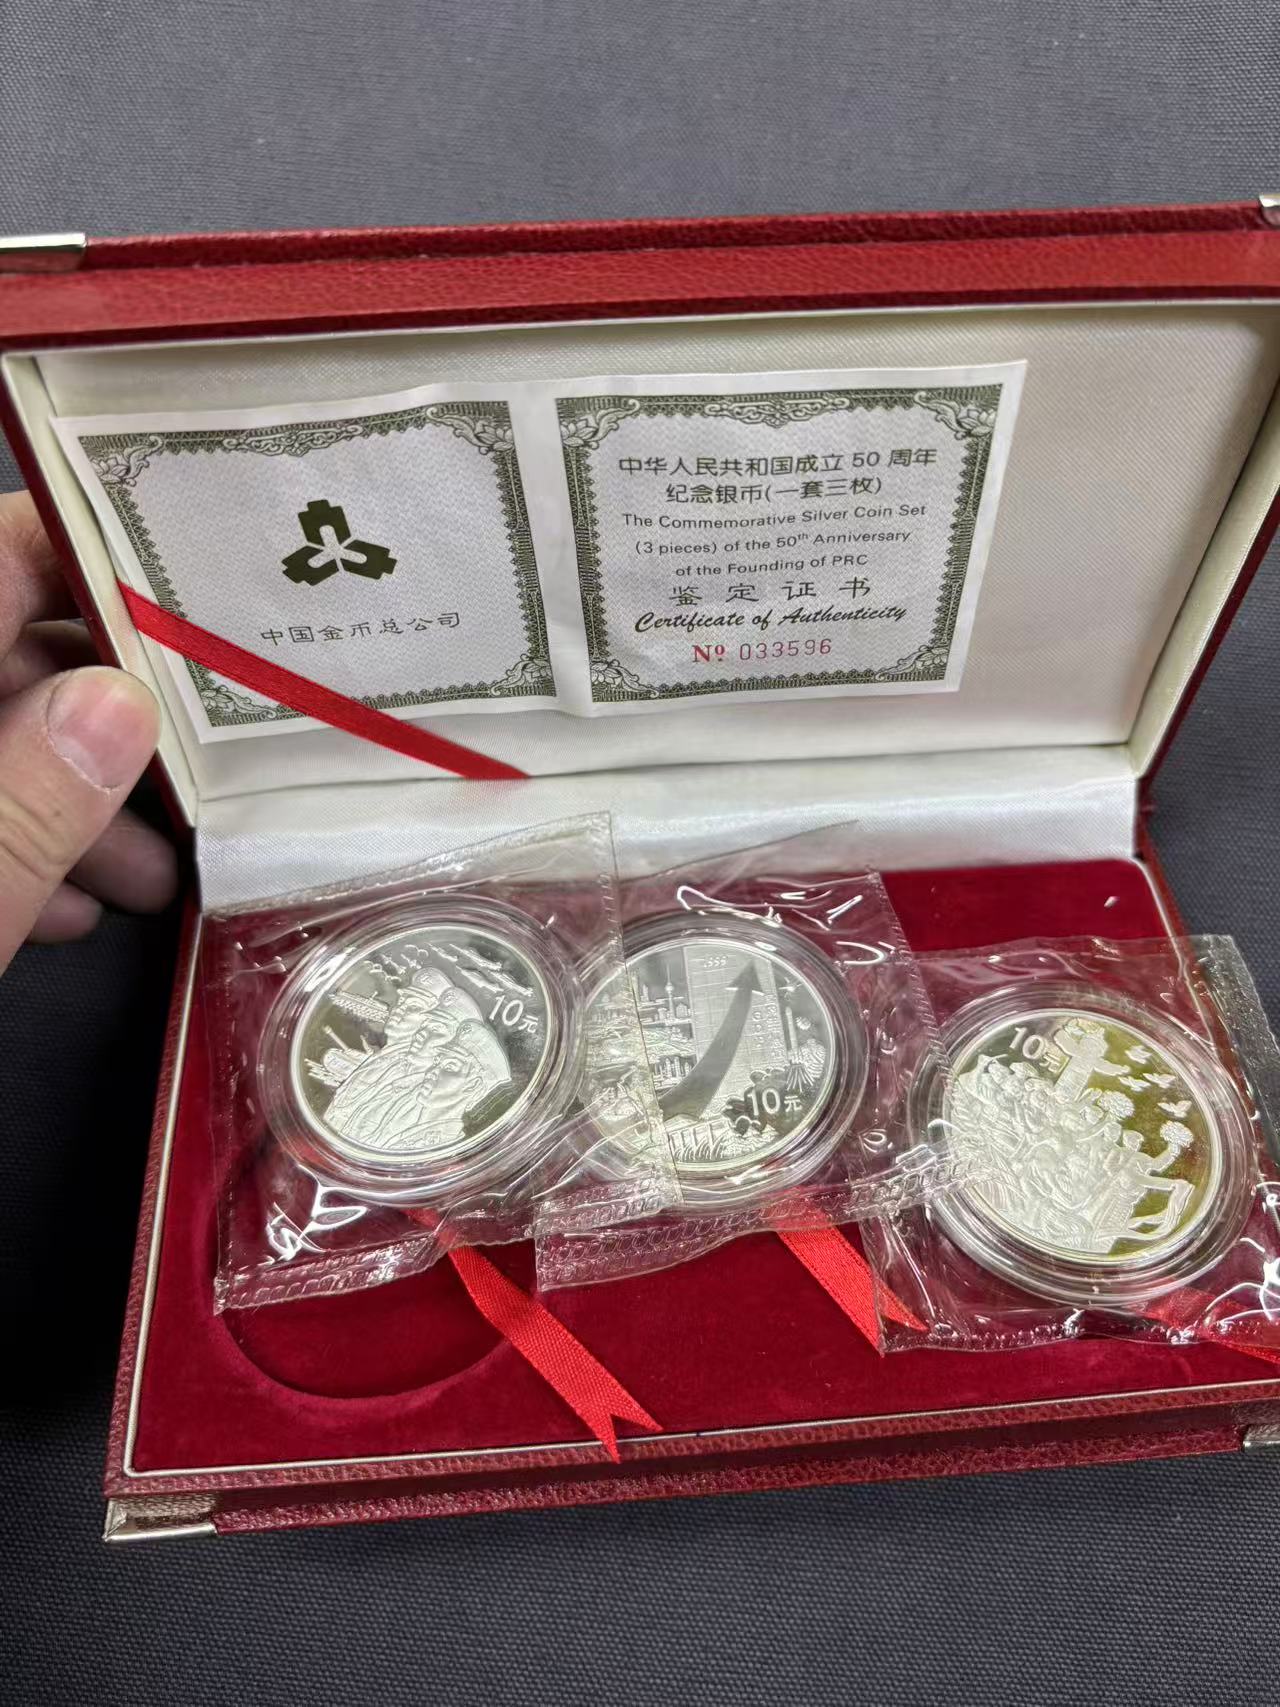 中国金币总公司
中华人民共和国成立 50 周年
纪念银币(一套三枚)
The Commemorative Silver Coin Set
(3 pieces) of the 50th Anniversary
of the Founding of PRC
鉴定证书
Certificate of Authenticity
Nº 033596
10元
1999
10元
10元